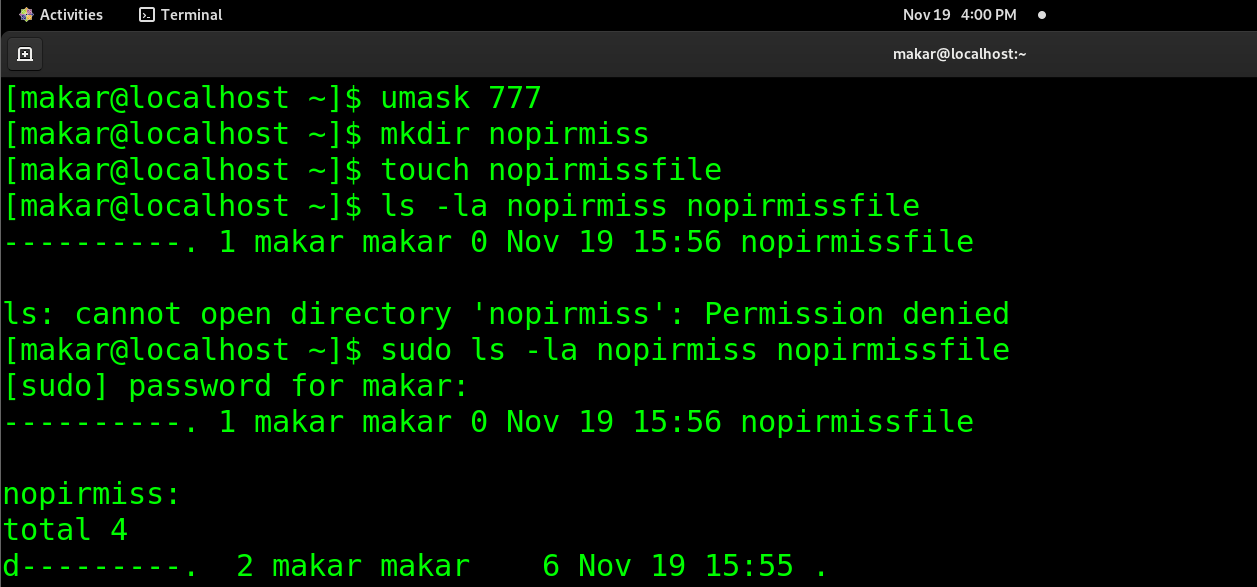 Activities Terminal Nov 19 4:00 PM
makar@localhost:~
[makar@localhost ~]$ umask 777
[makar@localhost ~]$ mkdir nopirmiss
[makar@localhost ~]$ touch nopirmissfile
[makar@localhost ~]$ ls -la nopirmiss nopirmissfile
----------. 1 makar makar 0 Nov 19 15:56 nopirmissfile
ls: cannot open directory 'nopirmiss': Permission denied
[makar@localhost ~]$ sudo ls -la nopirmiss nopirmissfile
[sudo] password for makar:
----------. 1 makar makar 0 Nov 19 15:56 nopirmissfile
nopirmiss:
total 4
d---------.  2 makar makar    6 Nov 19 15:55 .